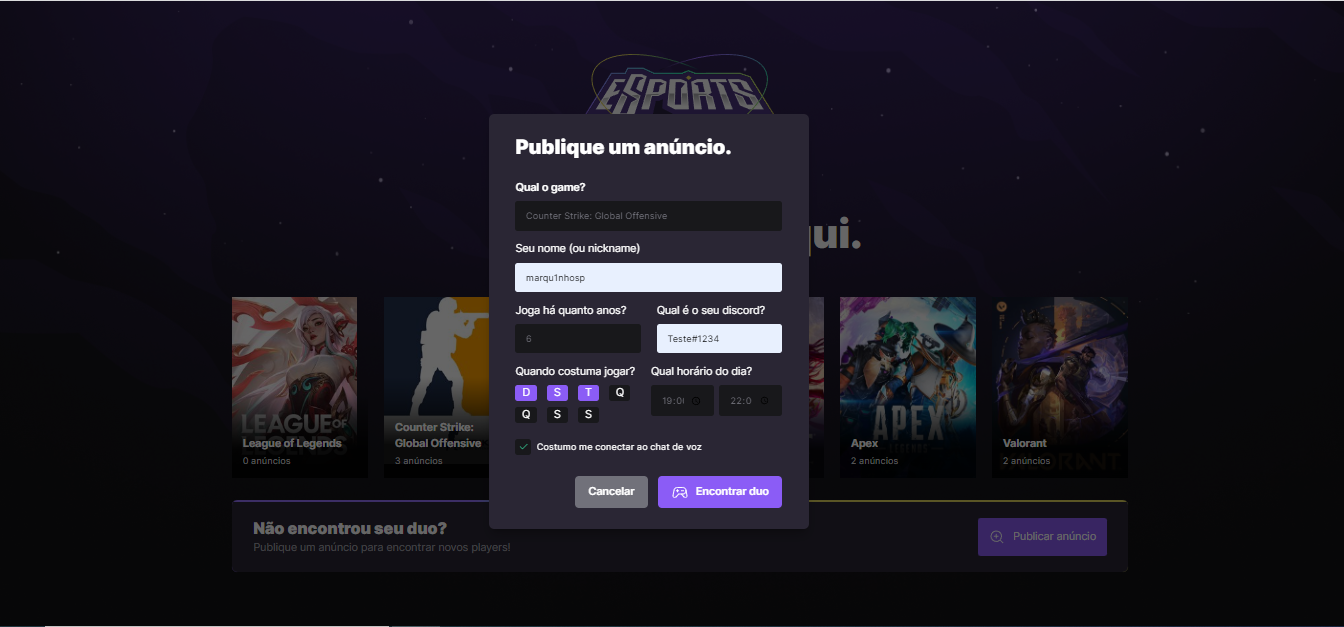 ESPORTS
Publique um anúncio.
Qual o game?
Counter Strike: Global Offensive
Seu nome (ou nickname)
marqu1nhosp
Joga há quanto anos?
Qual é o seu discord?
6
Teste#1234
Quando costuma jogar?
Qual horário do dia?
D S T Q
Q S S
19:0
22:0
Costumo me conectar ao chat de voz
Cancelar
Encontrar duo
ui.
LEAGUE OF
LEGENDS
League of Legends
0 anúncios
Counter Strike:
Global Offensive
3 anúncios
APEX
Apex
2 anúncios
VALORANT
Valorant
2 anúncios
Não encontrou seu duo?
Publique um anúncio para encontrar novos players!
Publicar anúncio